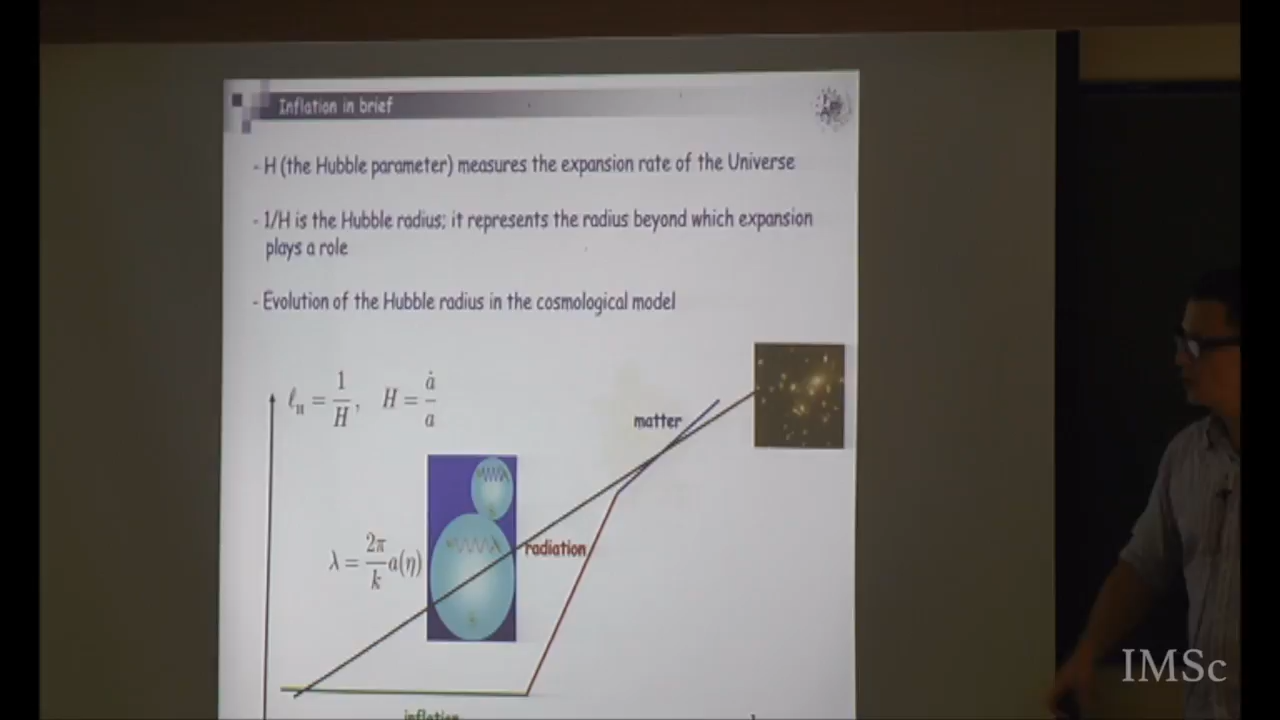 Inflation in brief
- H (the Hubble parameter) measures the expansion rate of the Universe
- 1/H is the Hubble radius; it represents the radius beyond which expansion
plays a role
- Evolution of the Hubble radius in the cosmological model
ℓ_H = 1/H, H = ȧ/a
matter
λ = 2π/k a(η)
radiation
inflation
IMSc